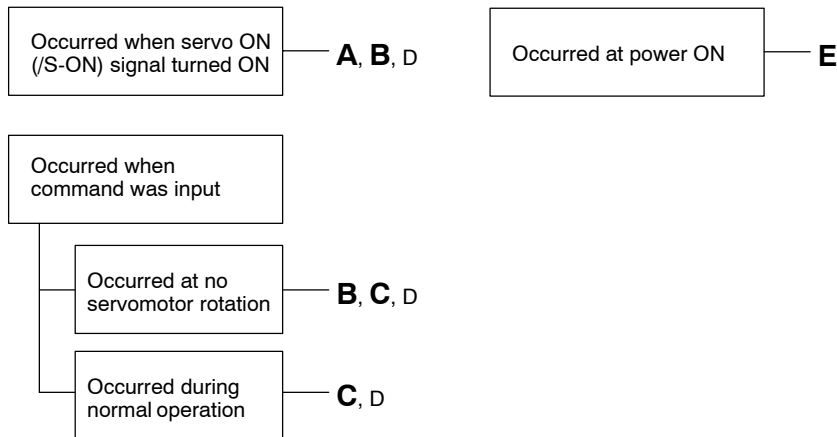 Occurred when servo ON
(/S-ON) signal turned ON
A, B, D
Occurred at power ON
E
Occurred when
command was input
Occurred at no
servomotor rotation
B, C, D
Occurred during
normal operation
C, D